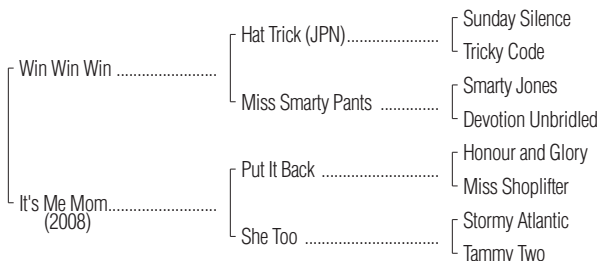 Sunday Silence
Hat Trick (JPN)
Tricky Code
Win Win Win
Smarty Jones
Miss Smarty Pants
Devotion Unbridled
Honour and Glory
Put It Back
Miss Shoplifter
It's Me Mom
(2008)
Stormy Atlantic
She Too
Tammy Two